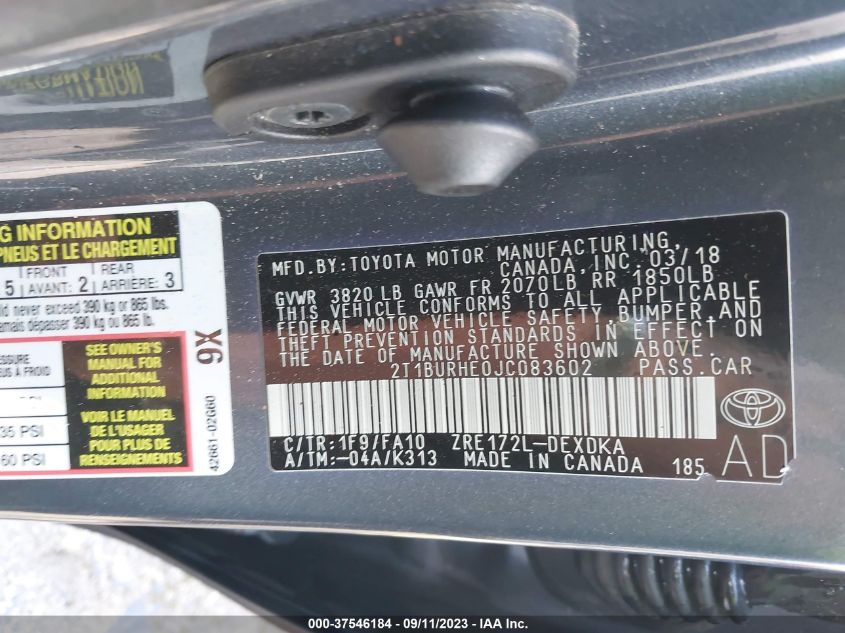 G INFORMATION
PNEUS ET LE CHARGEMENT
5 FRONT AVANT: 2 REAR ARRIÈRE: 3
ld never exceed 390 kg or 865 lbs.
amais dépasser 390 kg ou 865 lb.
ESSURE
S À FROID
35 PSI
60 PSI
SEE OWNER'S
MANUAL FOR
ADDITIONAL
INFORMATION
VOIR LE MANUEL
DE L'USAGER
POUR PLUS DE
RENSEIGNEMENTS
9X
42661-02G60
MFD.BY:TOYOTA MOTOR MANUFACTURING,
CANADA, INC. 03/18
GVWR 3820 LB GAWR FR 2070LB, RR 1850LB
THIS VEHICLE CONFORMS TO ALL APPLICABLE
FEDERAL MOTOR VEHICLE SAFETY, BUMPER, AND
THEFT PREVENTION STANDARDS IN EFFECT ON
THE DATE OF MANUFACTURE SHOWN ABOVE.
2T1BURHE0JC083602 PASS.CAR
C/TR:1F9/FA10 ZRE172L-DEXDKA
A/TM:-04A/K313 MADE IN CANADA 185
AD
000-37546184 - 09/11/2023 - IAA Inc.